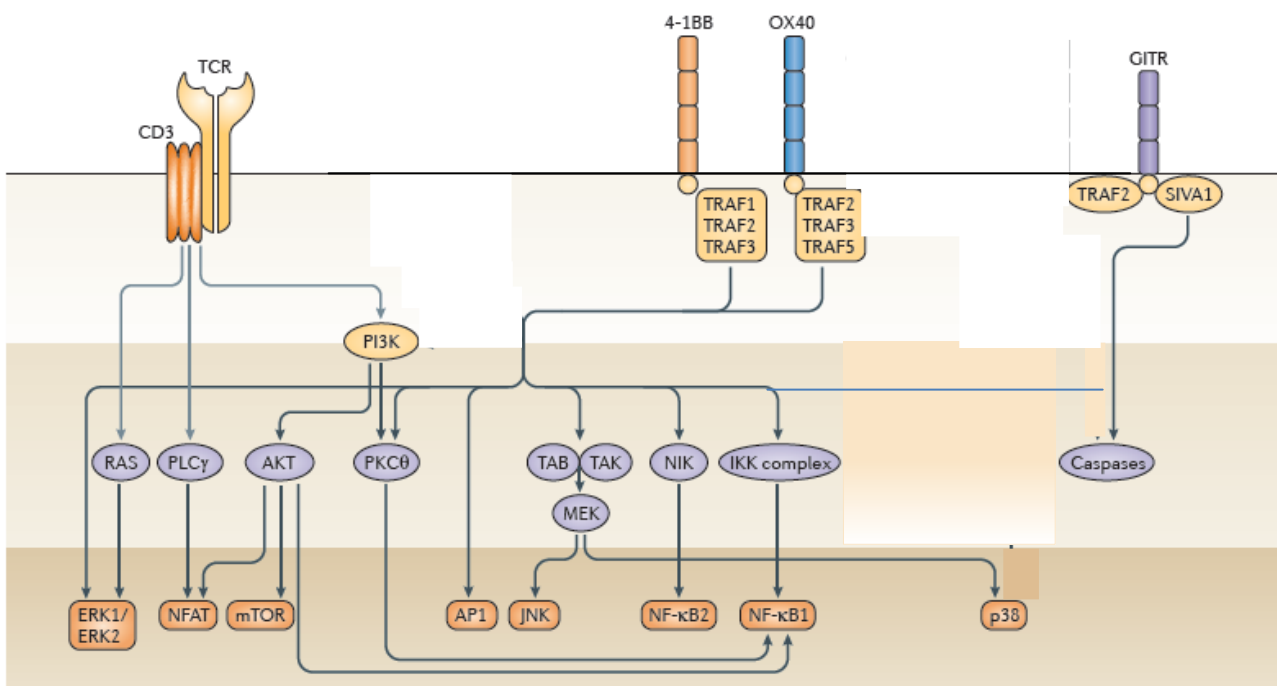 4-1BB
OX40
GITR
TCR
CD3
TRAF1
TRAF2
TRAF3
TRAF2
TRAF3
TRAF5
TRAF2
SIVA1
PI3K
RAS
PLCγ
AKT
PKCθ
TAB
TAK
NIK
IKK complex
Caspases
MEK
ERK1/
ERK2
NFAT
mTOR
AP1
JNK
NF-κB2
NF-κB1
p38